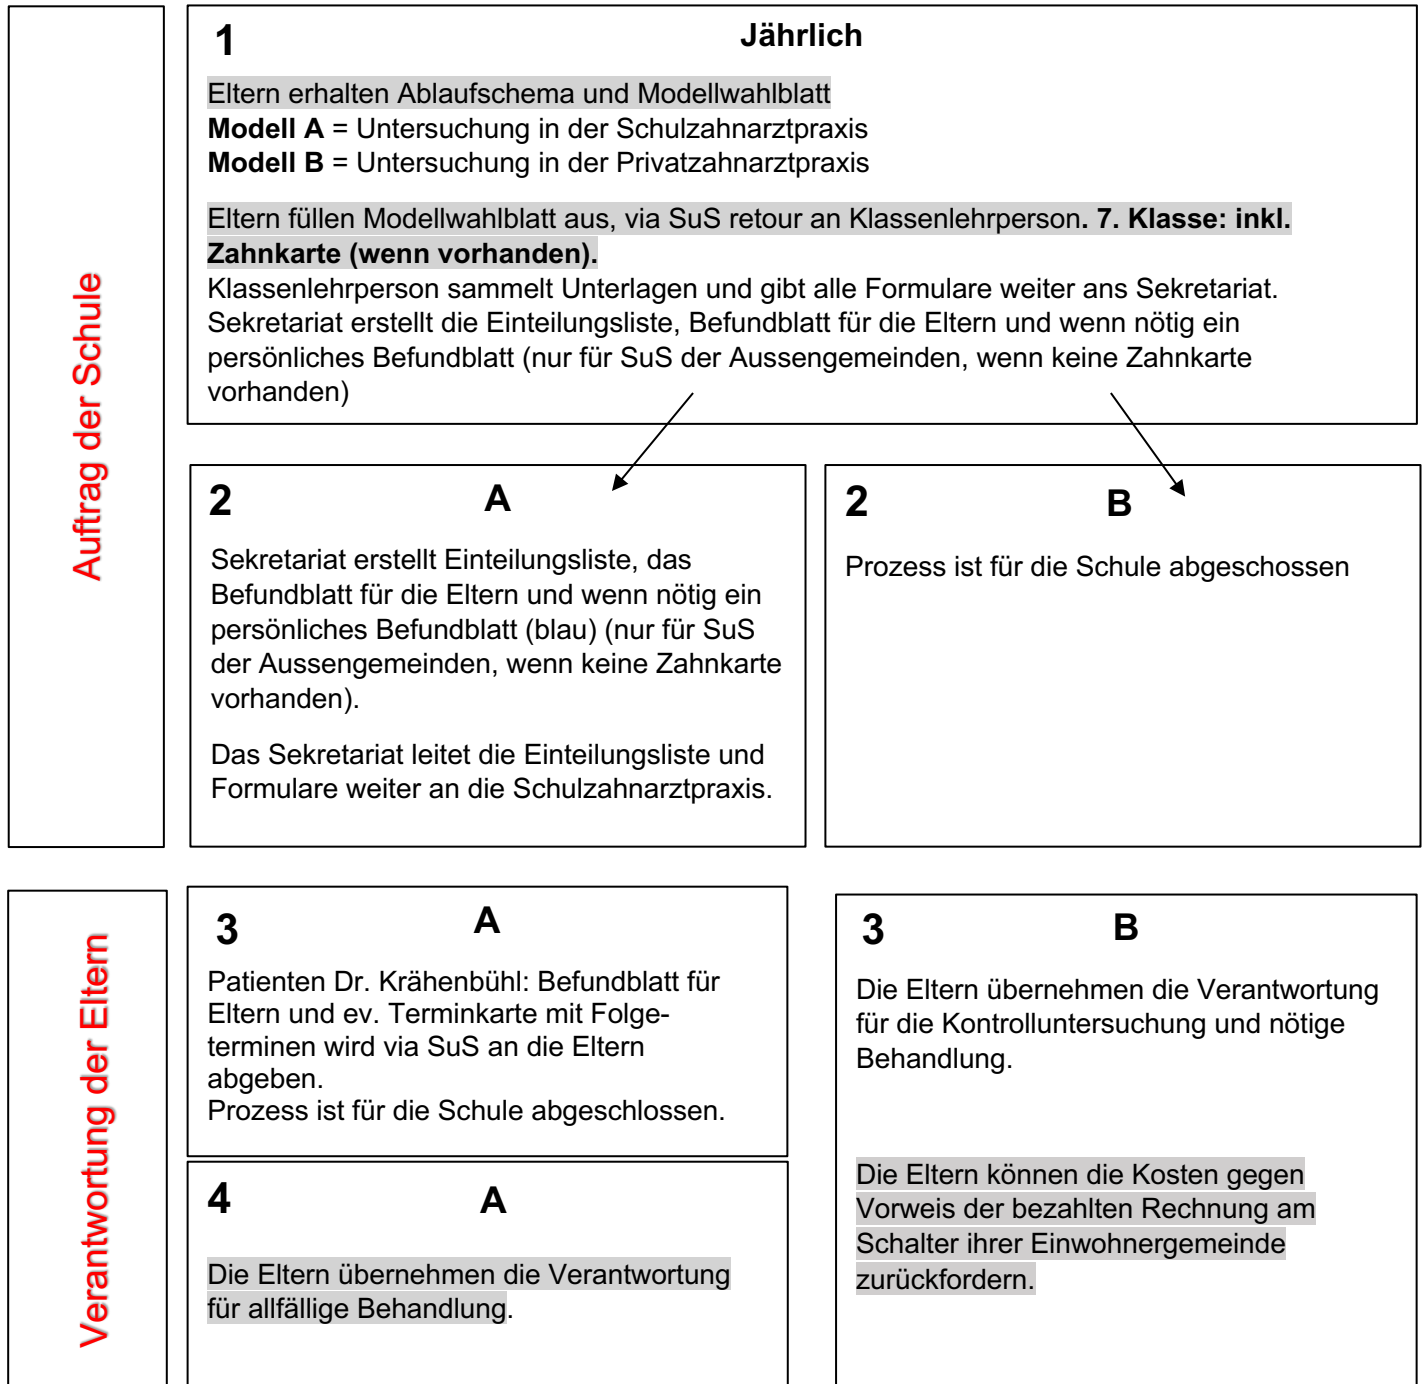 Auftrag der Schule
1
Jährlich
Eltern erhalten Ablaufschema und Modellwahlblatt
Modell A = Untersuchung in der Schulzahnarztpraxis
Modell B = Untersuchung in der Privatzahnarztpraxis
Eltern füllen Modellwahlblatt aus, via SuS retour an Klassenlehrperson. 7. Klasse: inkl.
Zahnkarte (wenn vorhanden).
Klassenlehrperson sammelt Unterlagen und gibt alle Formulare weiter ans Sekretariat.
Sekretariat erstellt die Einteilungsliste, Befundblatt für die Eltern und wenn nötig ein
persönliches Befundblatt (nur für SuS der Aussengemeinden, wenn keine Zahnkarte
vorhanden)
2
A
Sekretariat erstellt Einteilungsliste, das
Befundblatt für die Eltern und wenn nötig ein
persönliches Befundblatt (blau) (nur für SuS
der Aussengemeinden, wenn keine Zahnkarte
vorhanden).
Das Sekretariat leitet die Einteilungsliste und
Formulare weiter an die Schulzahnarztpraxis.
2
B
Prozess ist für die Schule abgeschossen
Verantwortung der Eltern
3
A
Patienten Dr. Krähenbühl: Befundblatt für
Eltern und ev. Terminkarte mit Folge-
terminen wird via SuS an die Eltern
abgeben.
Prozess ist für die Schule abgeschlossen.
4
A
Die Eltern übernehmen die Verantwortung
für allfällige Behandlung.
3
B
Die Eltern übernehmen die Verantwortung
für die Kontrolluntersuchung und nötige
Behandlung.
Die Eltern können die Kosten gegen
Vorweis der bezahlten Rechnung am
Schalter ihrer Einwohnergemeinde
zurückfordern.